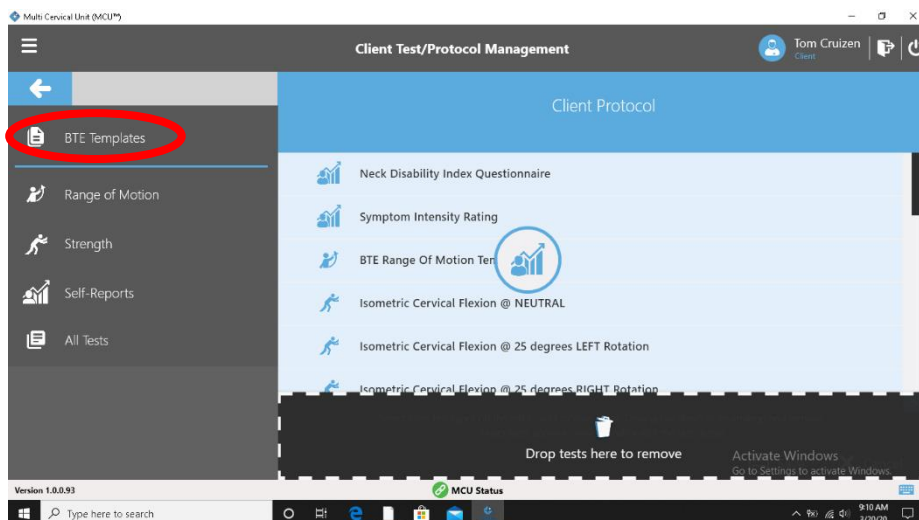 Multi Cervical Unit (MCU™)
Client Test/Protocol Management
Tom Cruizen
Client
Client Protocol
BTE Templates
Range of Motion
Strength
Self-Reports
All Tests
Neck Disability Index Questionnaire
Symptom Intensity Rating
BTE Range Of Motion
Isometric Cervical Flexion @ NEUTRAL
Isometric Cervical Flexion @ 25 degrees LEFT Rotation
Isometric Cervical Flexion @ 25 degrees RIGHT Rotation
Drop tests here to remove
Activate Windows
Go to Settings to activate Windows.
Version 1.0.0.93
MCU Status
Type here to search
9:10 AM
3/20/20